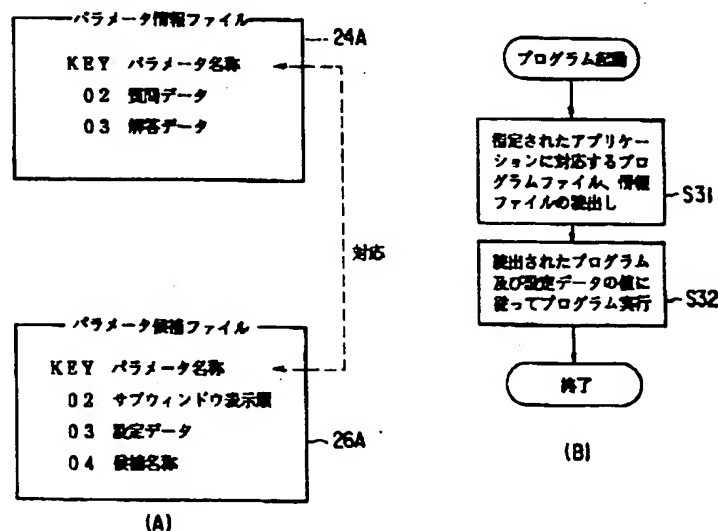 パラメータ情報ファイル
24A
KEY パラメータ名称
02 質問データ
03 解答データ
対応
パラメータ候補ファイル
KEY パラメータ名称
02 サブウィンドウ表示順
03 設定データ
04 候補名称
26A
(A)
プログラム起動
指定されたアプリケー
ションに対応するプロ
グラムファイル、情報
ファイルの読出し
S31
読出されたプログラム
及び設定データの値に
従ってプログラム実行
S32
終了
(B)